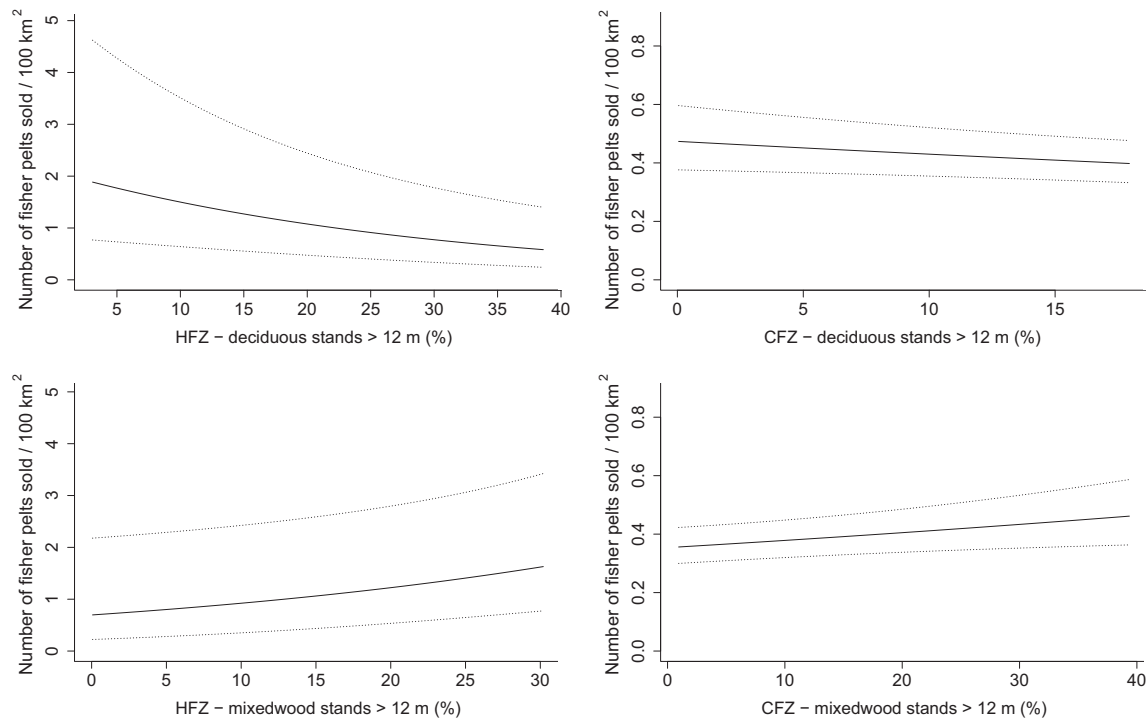 Number of fisher pelts sold / 100 km²
5
4
3
2
1
0
5 10 15 20 25 30 35 40
HFZ − deciduous stands > 12 m (%)
Number of fisher pelts sold / 100 km²
0.8
0.6
0.4
0.2
0.0
0 5 10 15
CFZ − deciduous stands > 12 m (%)
Number of fisher pelts sold / 100 km²
5
4
3
2
1
0
0 5 10 15 20 25 30
HFZ − mixedwood stands > 12 m (%)
Number of fisher pelts sold / 100 km²
0.8
0.6
0.4
0.2
0.0
0 10 20 30 40
CFZ − mixedwood stands > 12 m (%)